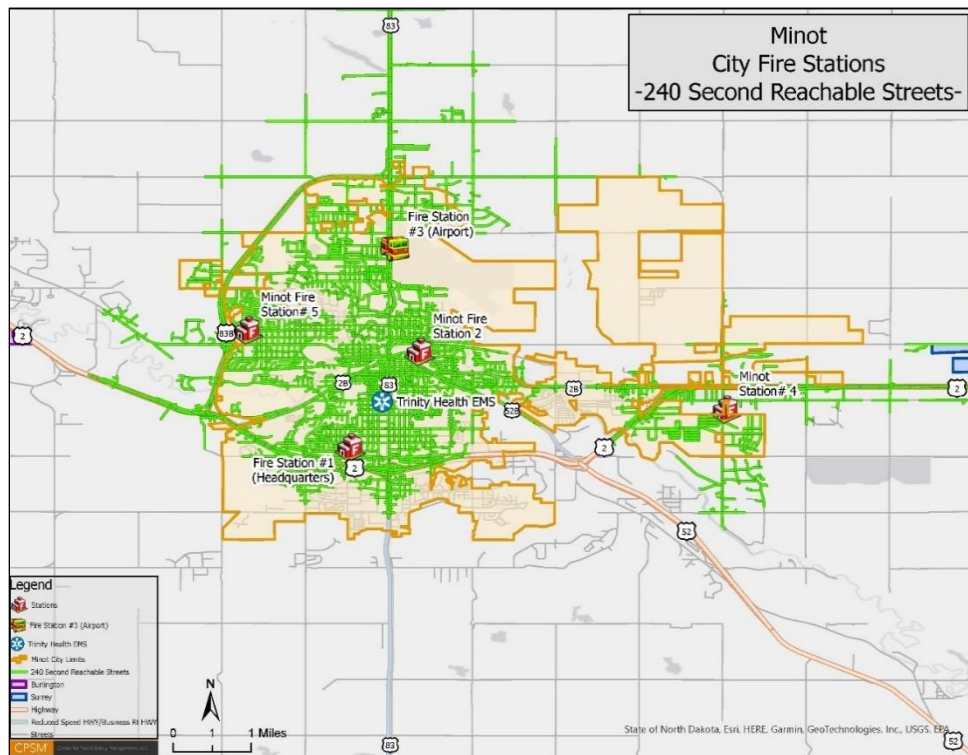 83
Minot
City Fire Stations
-240 Second Reachable Streets-
Fire Station
#3 (Airport)
Minot Fire
Station# 5
Minot Fire
Station 2
2
83B
2B
83
2B
Minot
Station# 4
2
Trinity Health EMS
52B
Fire Station #1
(Headquarters)
2
2
52
Legend
Stations
Fire Station #3 (Airport)
Trinity Health EMS
Minot City Limits
240 Second Reachable Streets
Burlington
Surrey
Highway
Reduced Speed HWY/Business Rt HWY
Streets
N
0 1 1 Miles
83
State of North Dakota, Esri, HERE, Garmin, GeoTechnologies, Inc., USGS, EPA
52
CPSM